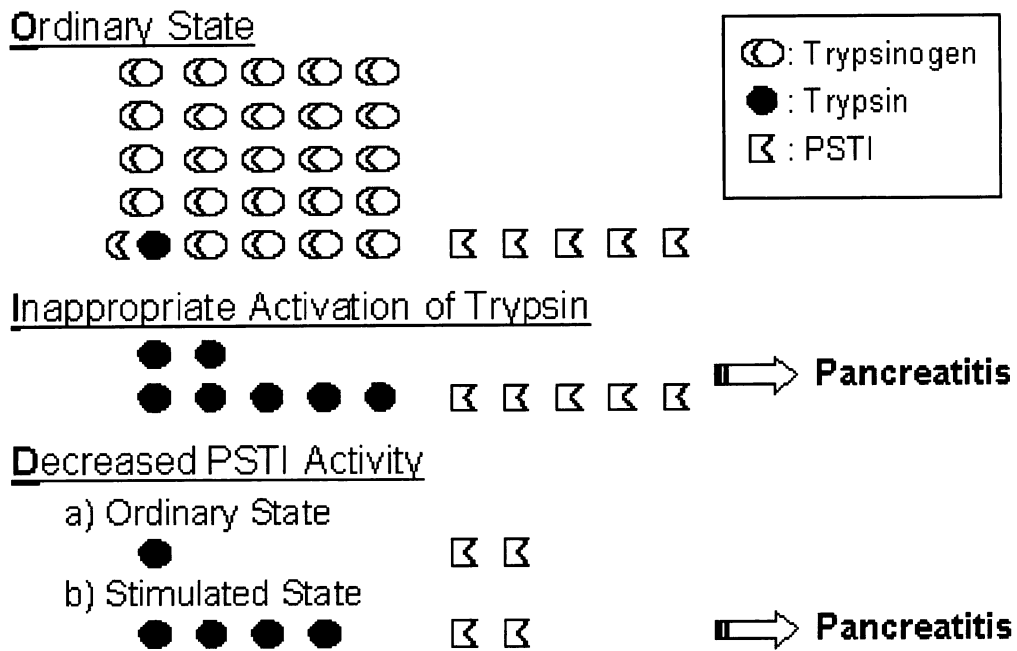 Ordinary State
: Trypsinogen
: Trypsin
: PSTI
Inappropriate Activation of Trypsin
Pancreatitis
Decreased PSTI Activity
a) Ordinary State
b) Stimulated State
Pancreatitis